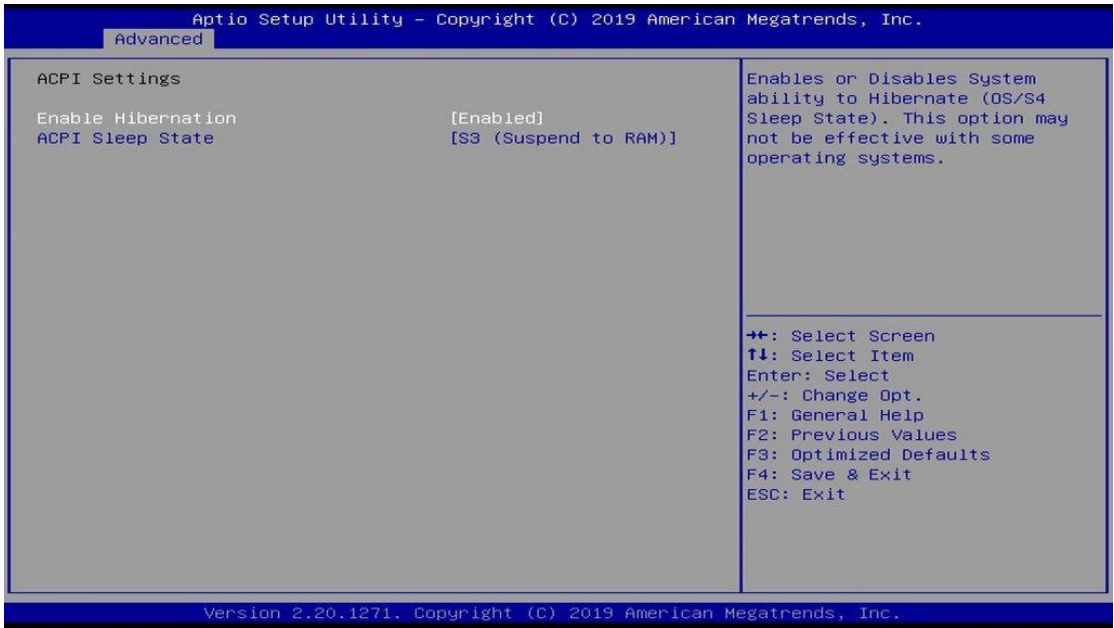 Aptio Setup Utility – Copyright (C) 2019 American Megatrends, Inc.
Advanced
ACPI Settings
Enable Hibernation [Enabled]
ACPI Sleep State [S3 (Suspend to RAM)]
Enables or Disables System
ability to Hibernate (OS/S4
Sleep State). This option may
not be effective with some
operating systems.
→←: Select Screen
↑↓: Select Item
Enter: Select
+/-: Change Opt.
F1: General Help
F2: Previous Values
F3: Optimized Defaults
F4: Save & Exit
ESC: Exit
Version 2.20.1271. Copyright (C) 2019 American Megatrends, Inc.